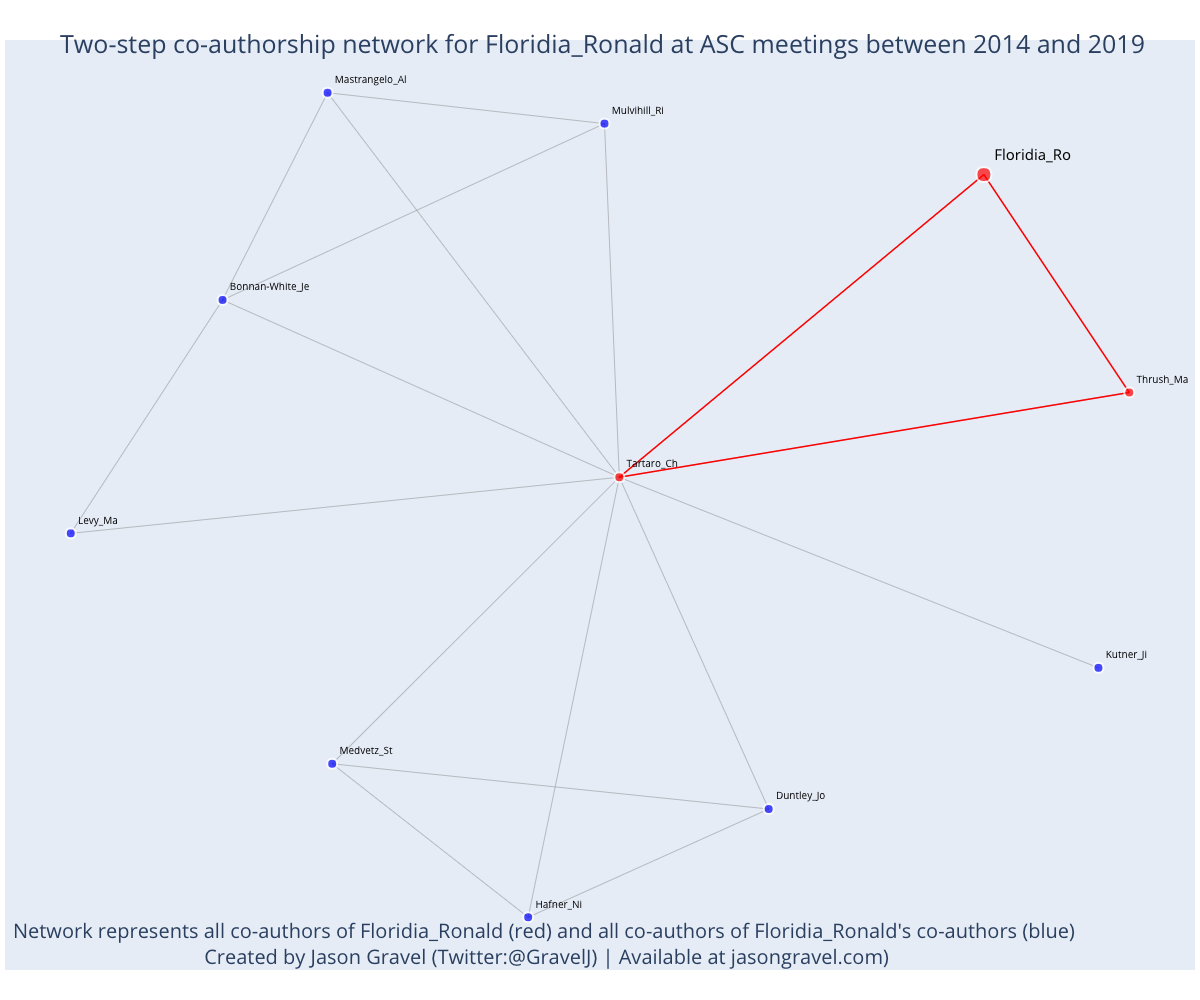 Two-step co-authorship network for Floridia_Ronald at ASC meetings between 2014 and 2019
Mastrangelo_Al
Mulvihill_Ri
Floridia_Ro
Bonnan-White_Je
Thrush_Ma
Tartaro_Ch
Levy_Ma
Kutner_Ji
Medvetz_St
Duntley_Jo
Hafner_Ni
Network represents all co-authors of Floridia_Ronald (red) and all co-authors of Floridia_Ronald's co-authors (blue)
Created by Jason Gravel (Twitter:@GravelJ) | Available at jasongravel.com)